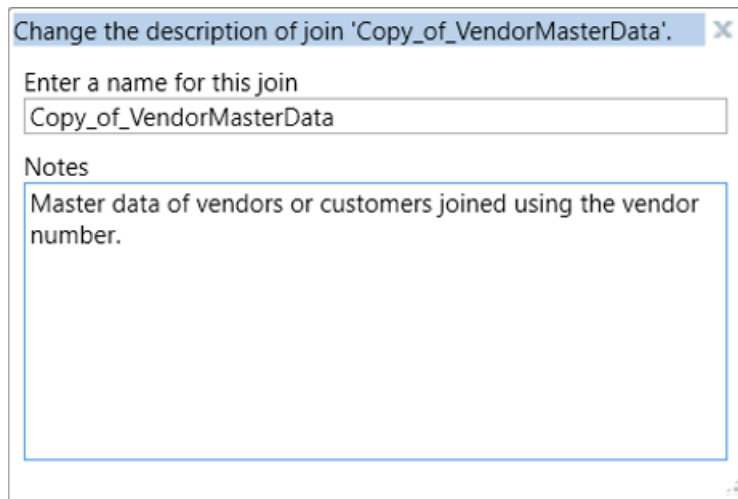 Change the description of join 'Copy_of_VendorMasterData'.
Enter a name for this join
Copy_of_VendorMasterData
Notes
Master data of vendors or customers joined using the vendor
number.